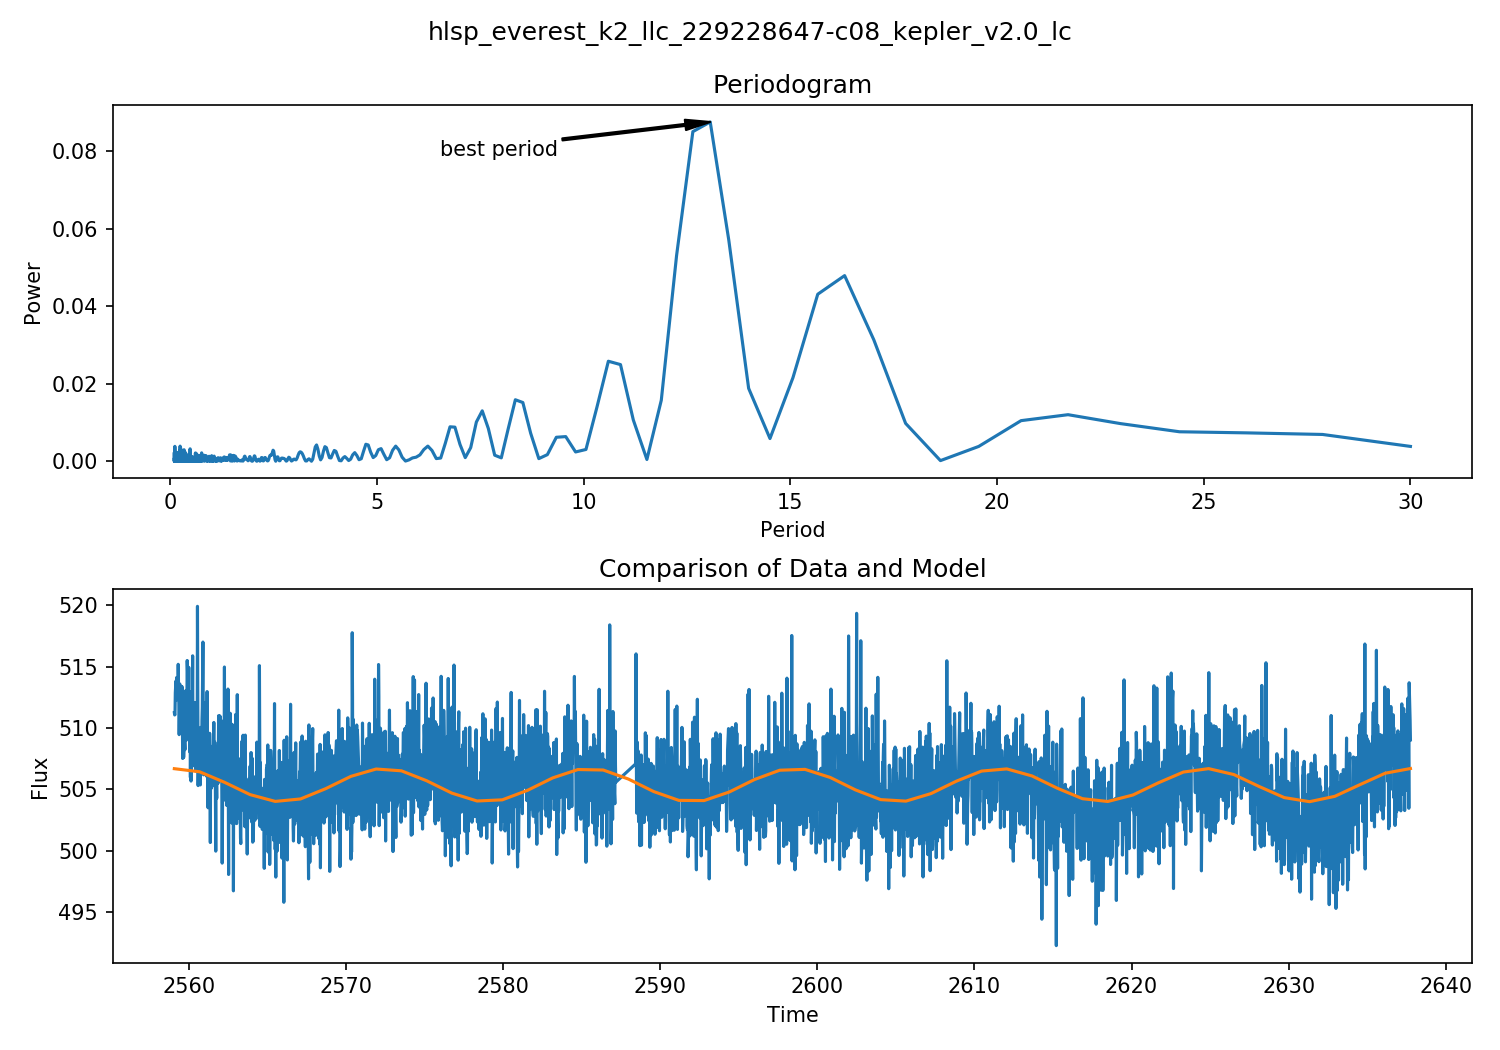 hlsp_everest_k2_llc_229228647-c08_kepler_v2.0_lc
Periodogram
best period
0.08
0.06
0.04
0.02
0.00
Power
0 5 10 15 20 25 30
Period
Comparison of Data and Model
520
515
510
505
500
495
Flux
2560 2570 2580 2590 2600 2610 2620 2630 2640
Time